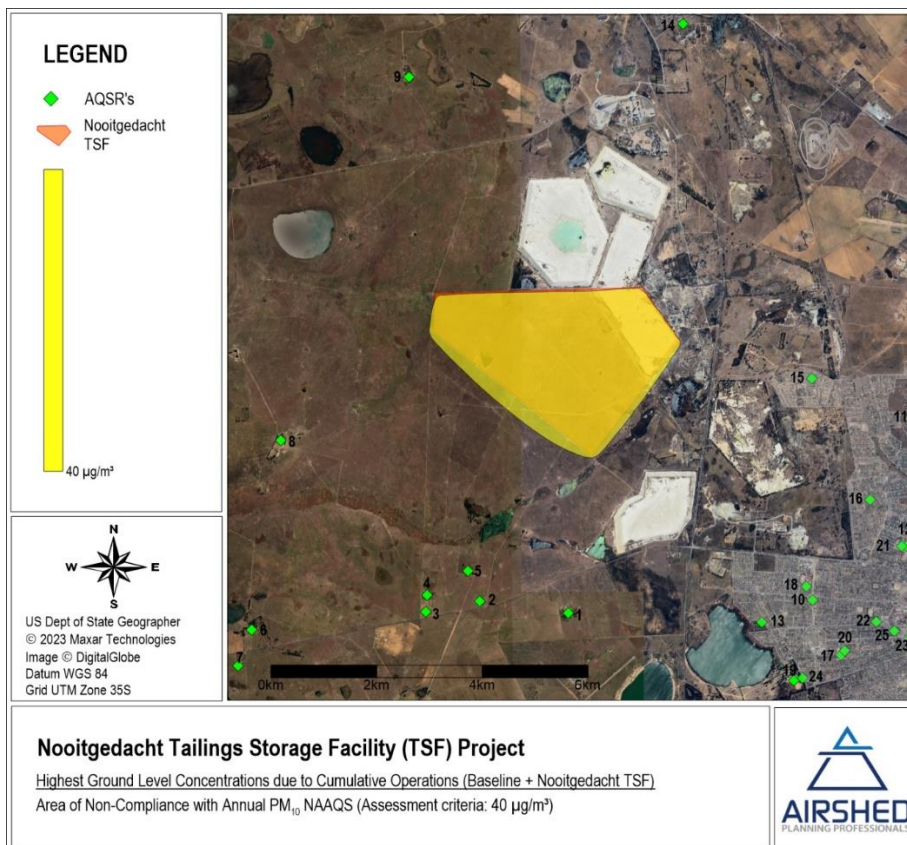 LEGEND
AQSR's
Nooitgedacht
TSF
40 µg/m³
N
W E
S
US Dept of State Geographer
© 2023 Maxar Technologies
Image © DigitalGlobe
Datum WGS 84
Grid UTM Zone 35S
14
9
15
11
8
16
12
21
5
4
18
3
2
1
10
13
22
6
25
23
20
7
17
19
24
0km 2km 4km 6km
Nooitgedacht Tailings Storage Facility (TSF) Project
Highest Ground Level Concentrations due to Cumulative Operations (Baseline + Nooitgedacht TSF)
Area of Non-Compliance with Annual PM₁₀ NAAQS (Assessment criteria: 40 µg/m³)
AIRSHED
PLANNING PROFESSIONALS